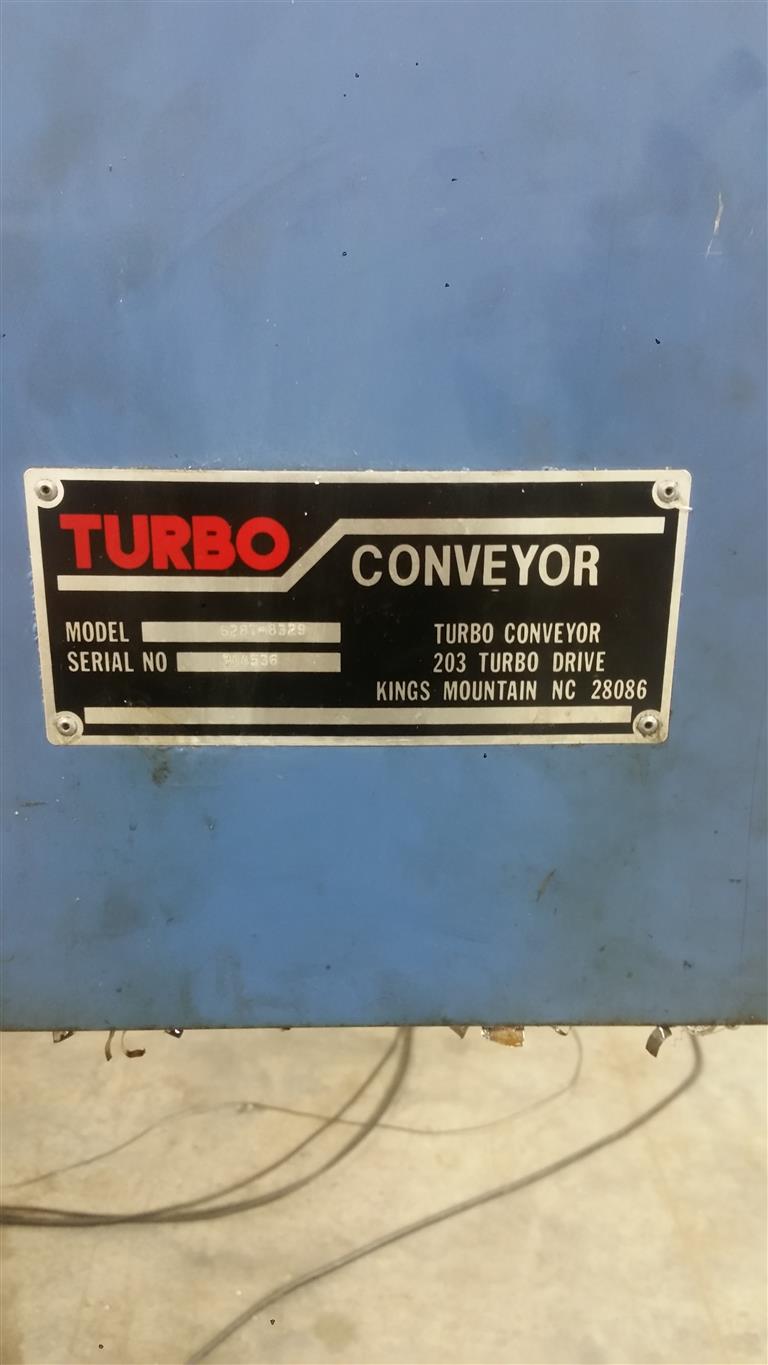 TURBO
CONVEYOR
MODEL
SERIAL NO
TURBO CONVEYOR
203 TURBO DRIVE
KINGS MOUNTAIN NC 28086